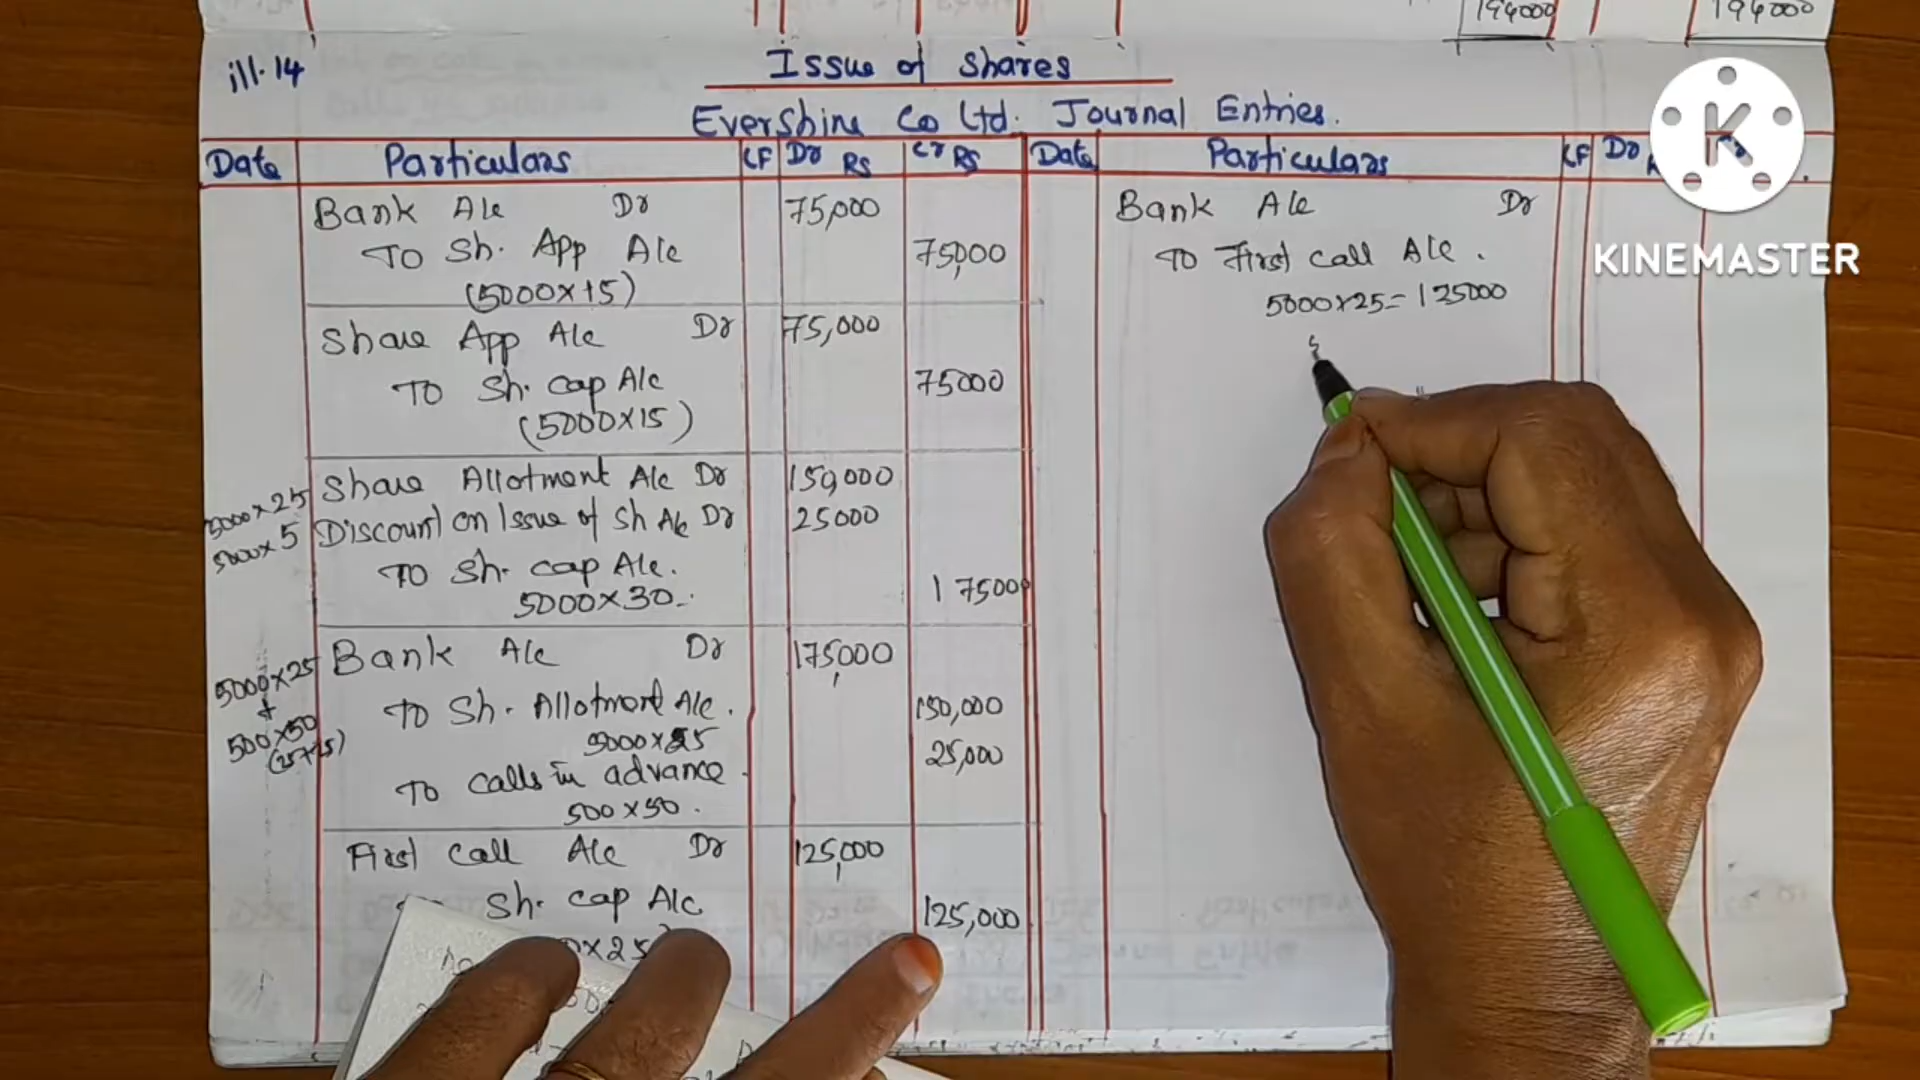 194000 194000
ill.14 Issue of shares
Evershine Co Ltd. Journal Entries.
Date Particulars LF Dr Rs Cr Rs Date Particulars LF Dr
Bank A/c Dr 75,000
To Sh. App A/c 75,000
(5000×15)
Share App A/c Dr 75,000
To Sh. cap A/c 75000
(5000×15)
Share Allotment A/c Dr 150,000
5000×25
Discount on Issue of Sh A/c Dr 25000
5000×5
To Sh. cap A/c. 175000
5000×30
Bank A/c Dr 175,000
5000×25
+
500×50
(25+25)
To Sh. Allotment A/c. 150,000
5000×25
To calls in advance 25,000
500×50.
First call A/c Dr 125,000
Sh. cap A/c 125,000
×25
Bank A/c Dr
To First call A/c.
5000×25=125000
K
KINEMASTER